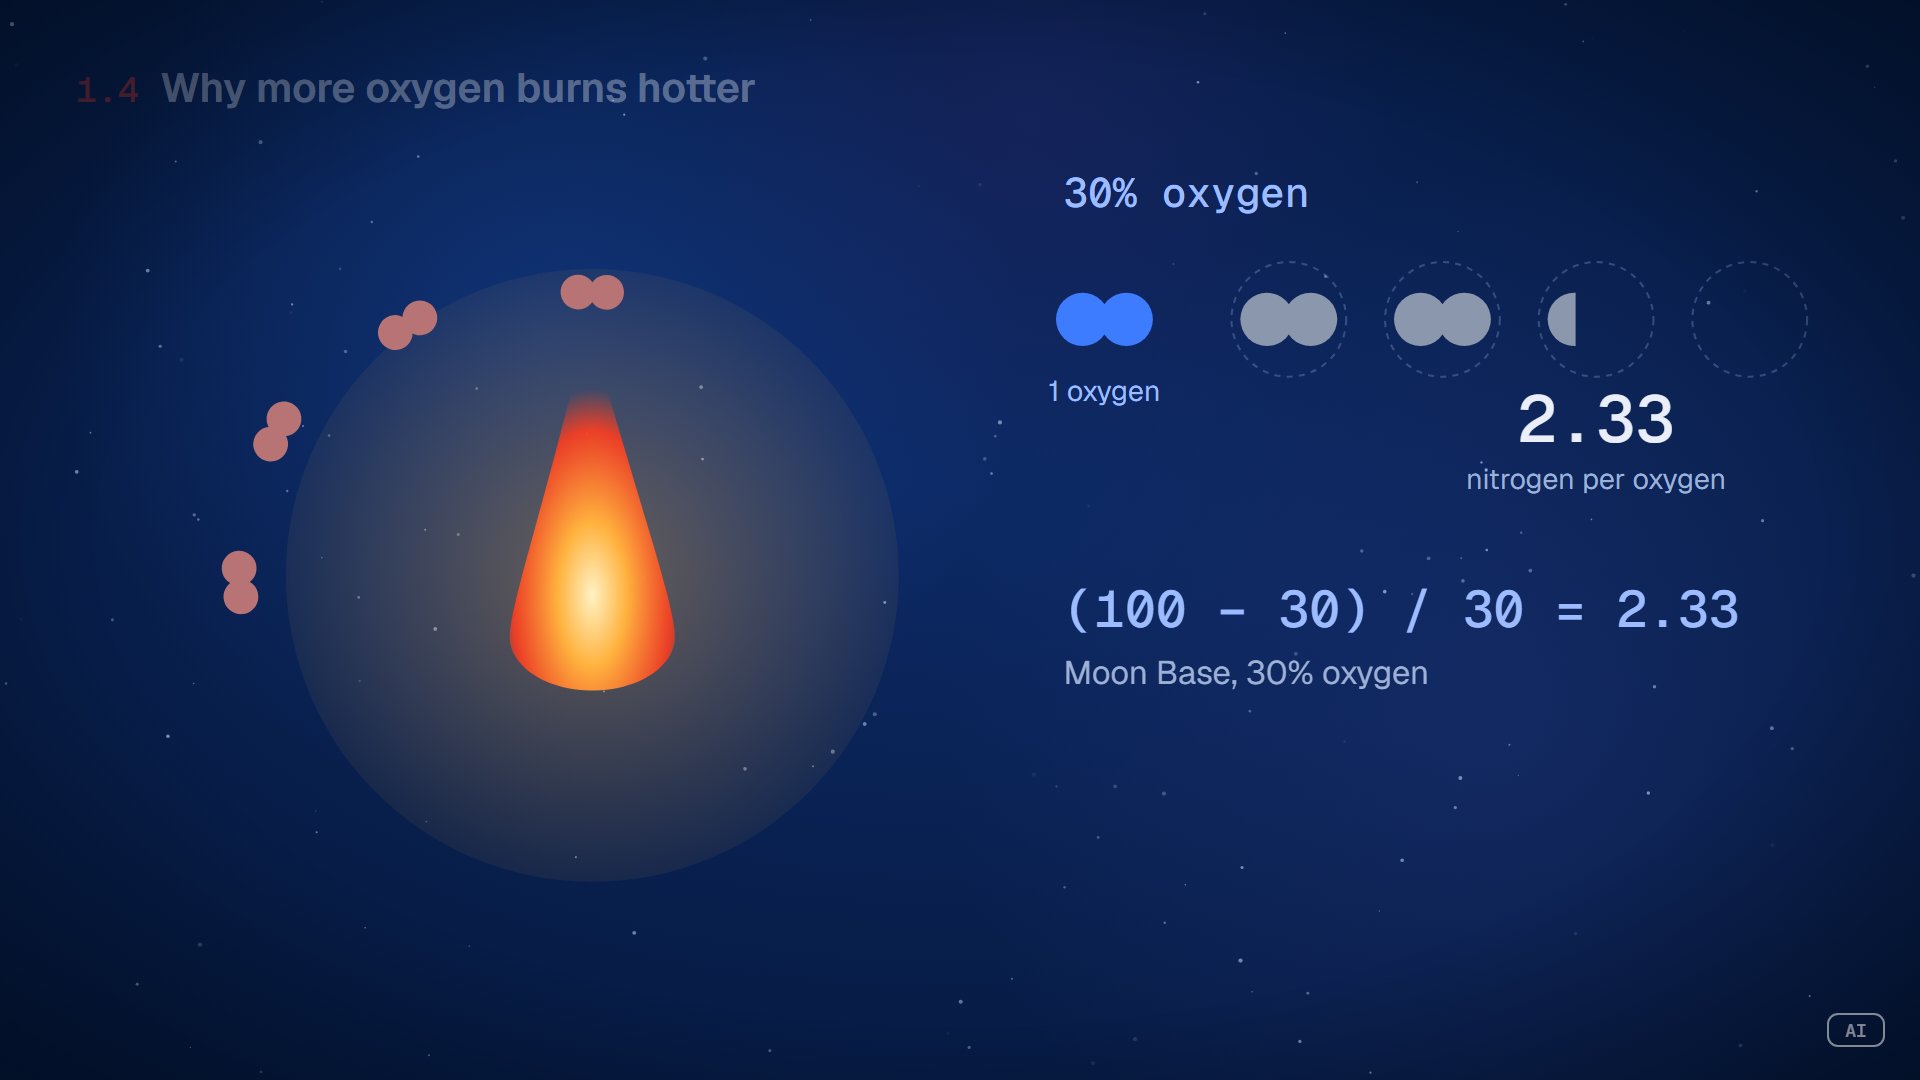 1.4 Why more oxygen burns hotter
30% oxygen
1 oxygen
2.33
nitrogen per oxygen
(100 − 30) / 30 = 2.33
Moon Base, 30% oxygen
AI